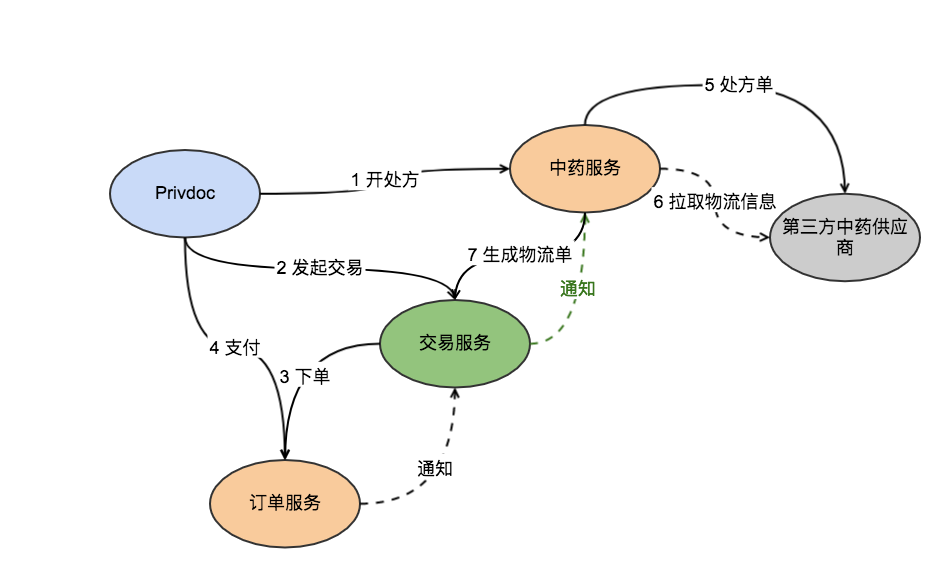 5 处方单
中药服务
1 开处方
Privdoc
6 拉取物流信息
第三方中药供应
商
7 生成物流单
2 发起交易
通知
交易服务
4 支付
3 下单
通知
订单服务